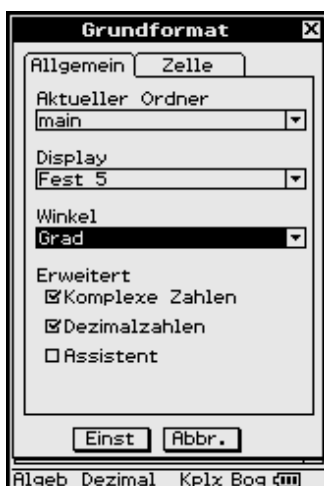 Grundformat
Allgemein Zelle
Aktueller Ordner
main
Display
Fest 5
Winkel
Grad
Erweitert
Komplexe Zahlen
Dezimalzahlen
Assistent
Einst Abbr.
Algeb Dezimal Kplx Bog